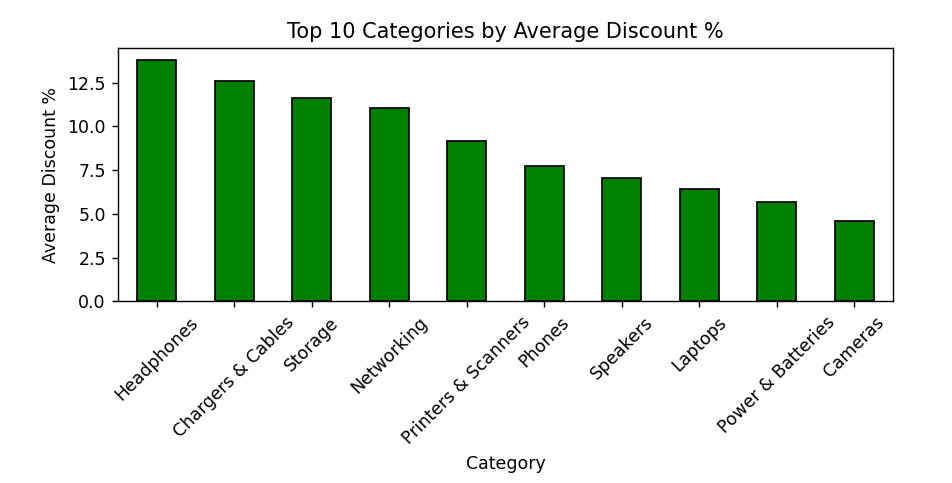 Top 10 Categories by Average Discount %
Average Discount %
12.5
10.0
7.5
5.0
2.5
0.0
Headphones
Chargers & Cables
Storage
Networking
Printers & Scanners
Phones
Speakers
Laptops
Power & Batteries
Cameras
Category